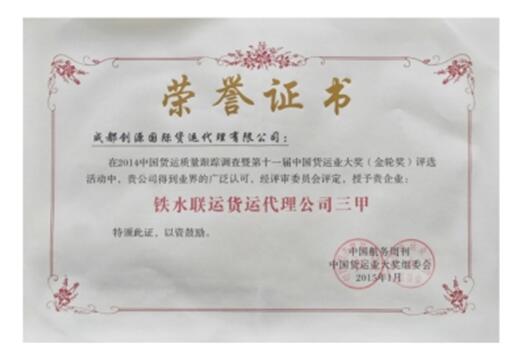 荣誉证书
成都创源国际货运代理有限公司：
在2014中国货运质量跟踪调查暨第十一届中国货运业大奖（金轮奖）评选
活动中，贵公司得到业界的广泛认可，经评审委员会评定，授予贵企业：
铁水联运货运代理公司三甲
特颁此证，以资鼓励。
中国航务周刊
中国货运业大奖组委会
2015年1月